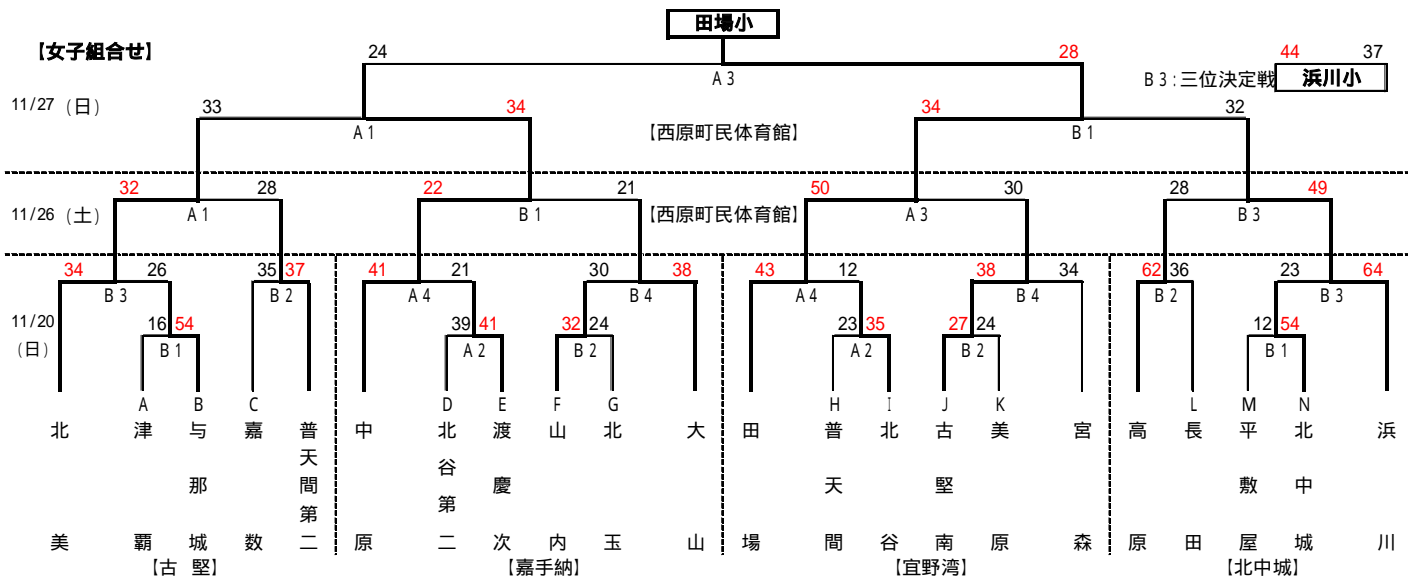 田場小
【女子組合せ】
24
28
44 37
A3
B3:三位決定戦 浜川小
11/27 (日)
33 34 34 32
A1 【西原町民体育館】 B1
32 28 22 21 50 30 28 49
11/26 (土)
A1 B1 【西原町民体育館】 A3 B3
34 26 35 37 41 21 30 38 43 12 38 34 62 36 23 64
B3 B2 A4 B4 A4 B4 B2 B3
11/20
(日)
16 54 39 41 32 24 23 35 27 24 12 54
B1 A2 B2 A2 B2 B1
A B C D E F G H I J K L M N
北美
津覇
与那城
嘉数
普天間第二
中原
北谷第二
渡慶次
山内
北玉
大山
田場
普天間
北谷
古堅南
美原
宮森
高原
長田
平敷屋
北中城
浜川
【古 堅】 【嘉手納】 【宜野湾】 【北中城】